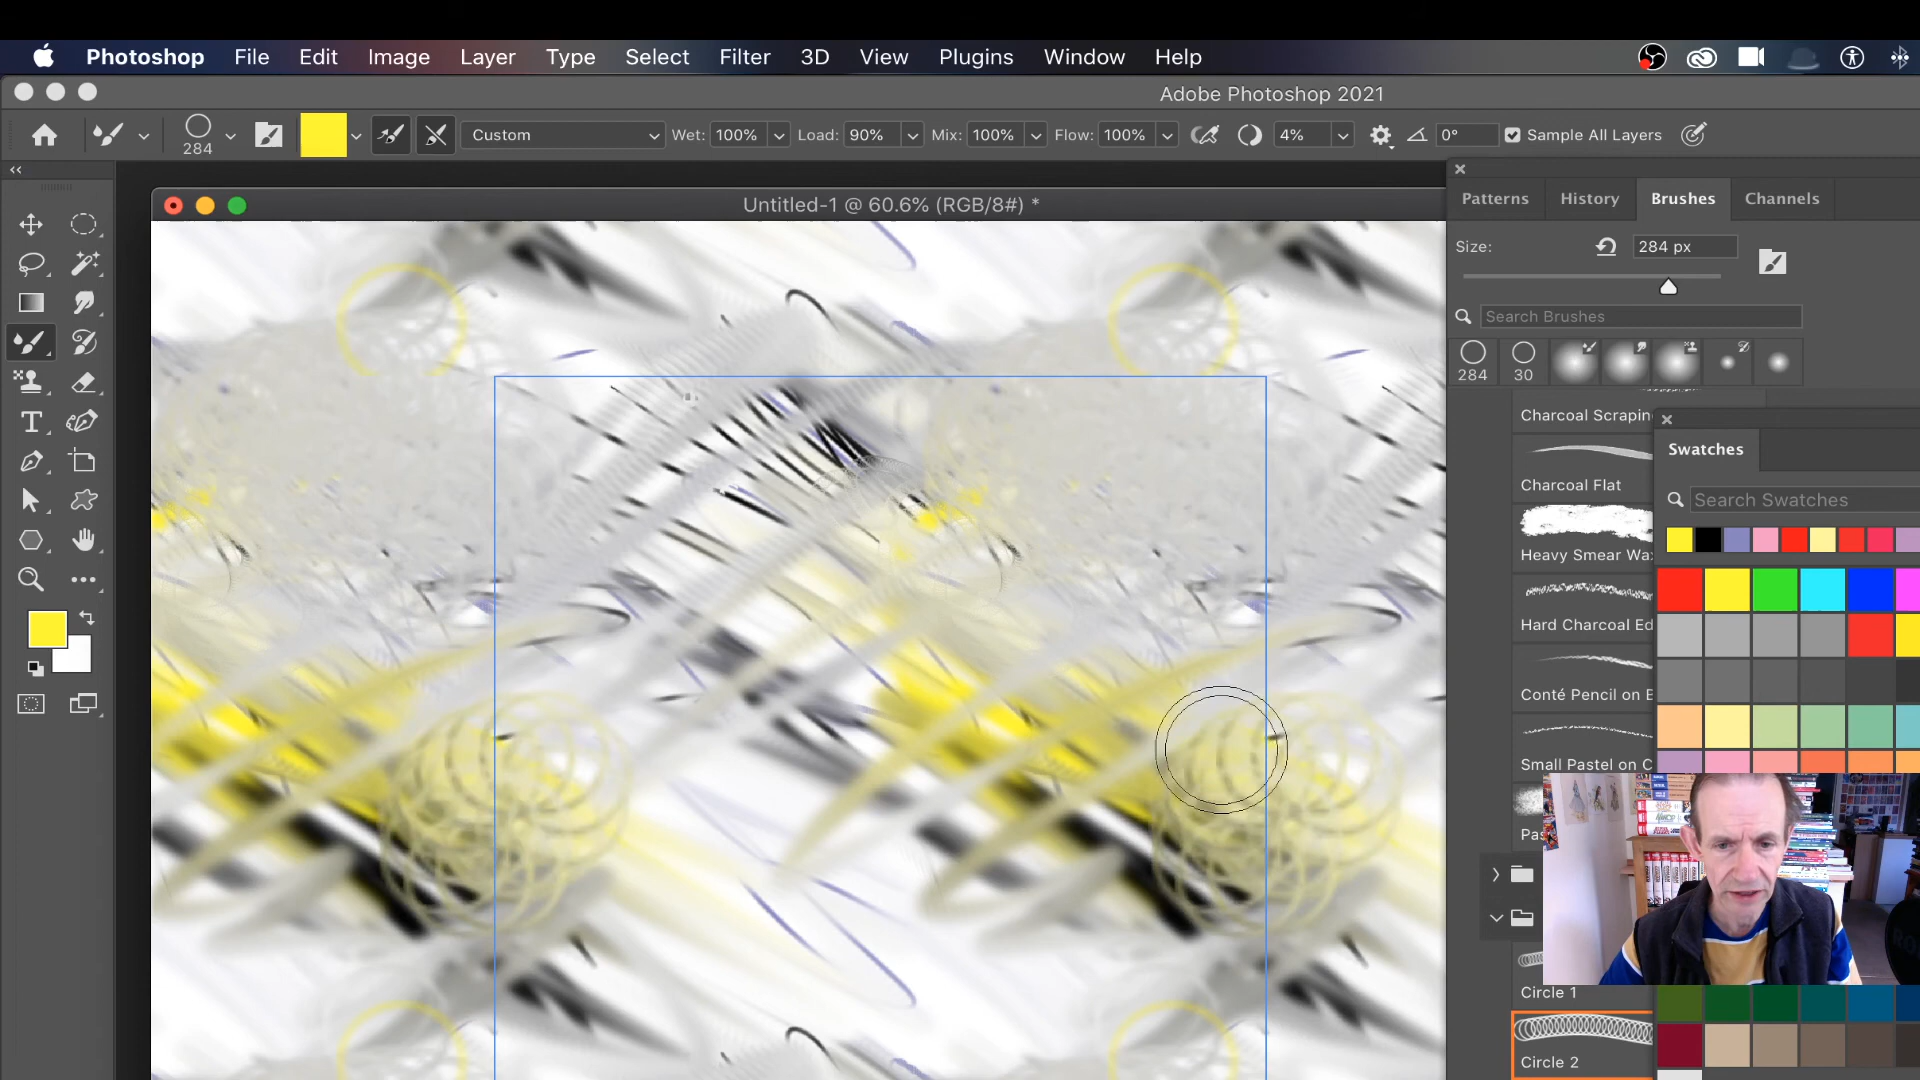 Photoshop File Edit Image Layer Type Select Filter 3D View Plugins Window Help
Adobe Photoshop 2021
284 Custom Wet: 100% Load: 90% Mix: 100% Flow: 100% 4% 0° Sample All Layers
Untitled-1 @ 60.6% (RGB/8#) *
Patterns History Brushes Channels
Size: 284 px
Search Brushes
284 30
Charcoal Scrapin
Swatches
Charcoal Flat
Search Swatches
Heavy Smear Wa
Hard Charcoal Ed
Conté Pencil on B
Small Pastel on C
Pas
Circle 1
Circle 2